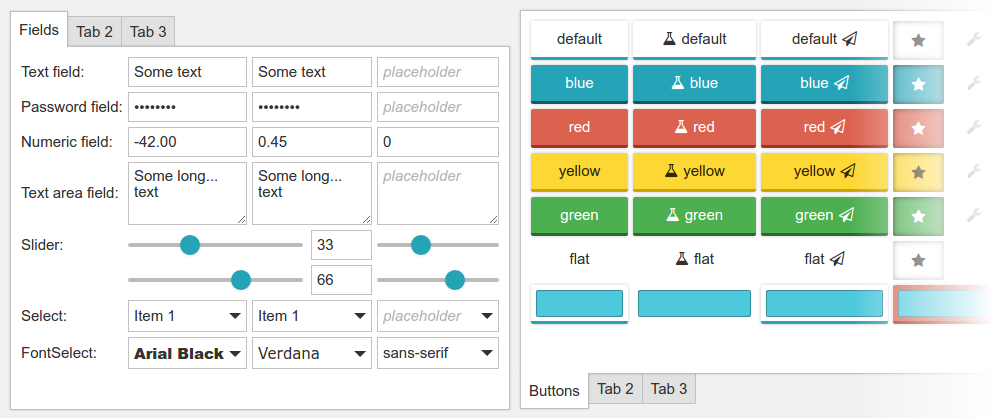 Fields Tab 2 Tab 3
Text field: Some text Some text placeholder
Password field: •••••••• •••••••• placeholder
Numeric field: -42.00 0.45 0
Text area field: Some long... Some long... placeholder
text text
Slider: 33
66
Select: Item 1 Item 1 placeholder
FontSelect: Arial Black Verdana sans-serif
default default default
blue blue blue
red red red
yellow yellow yellow
green green green
flat flat flat
Buttons Tab 2 Tab 3